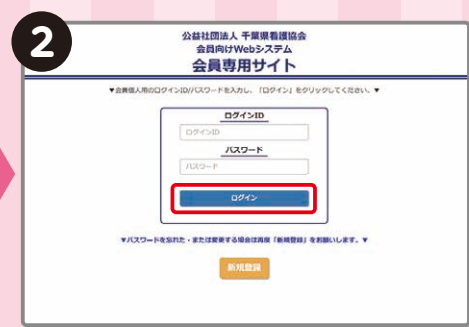 2
公益社団法人 千葉県看護協会
会員向けWebシステム
会員専用サイト
▼会員個人用のログインID/パスワードを入力し、「ログイン」をクリックしてください。▼
ログインID
ログインID
パスワード
パスワード
ログイン
▼パスワードを忘れた・または変更する場合は再度「新規登録」をお願いします。▼
新規登録